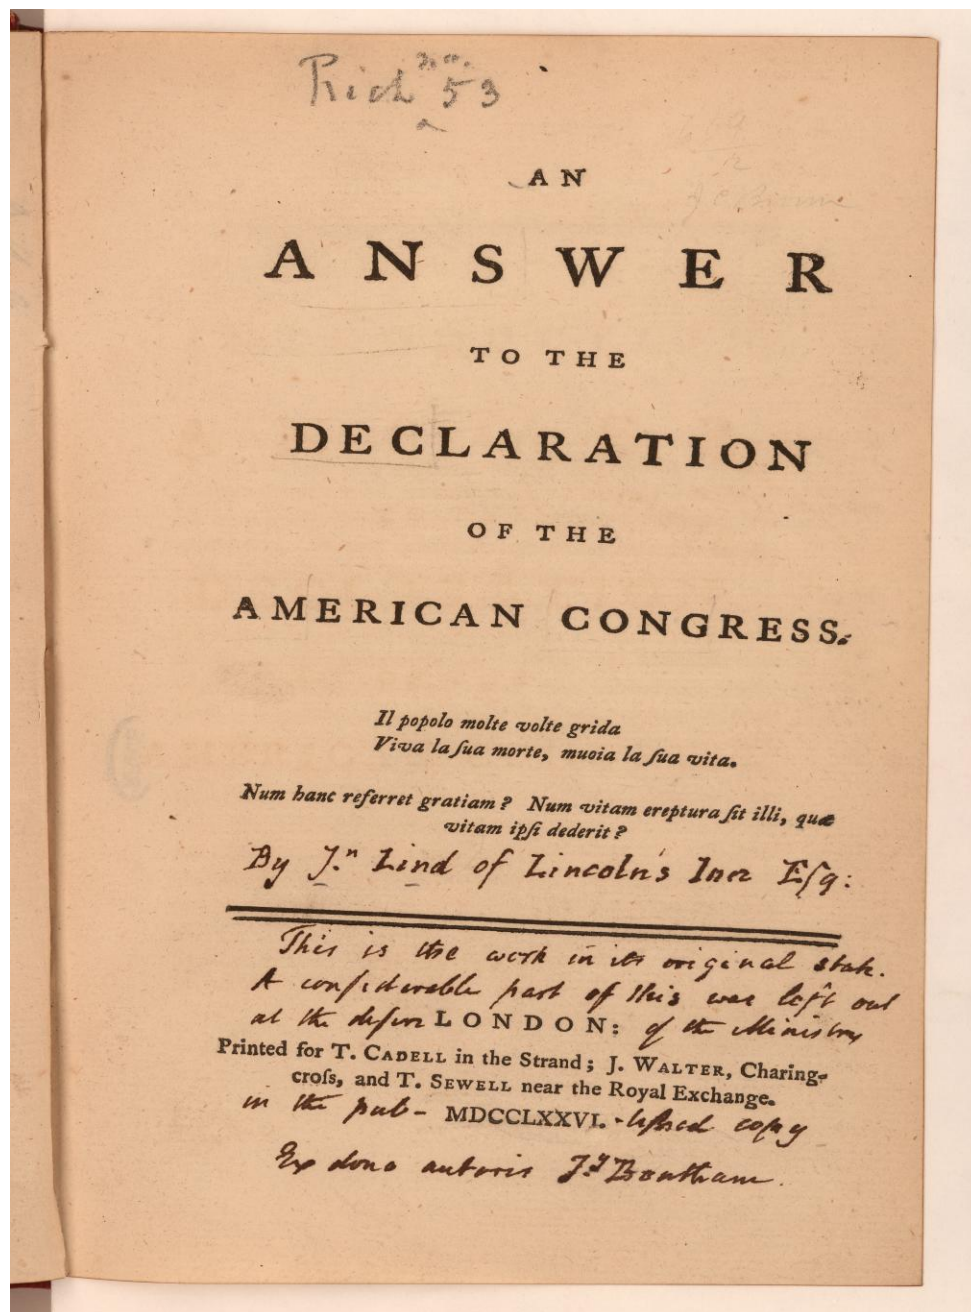 Rich no. 53
AN
ANSWER
TO THE
DECLARATION
OF THE
AMERICAN CONGRESS.
Il popolo molte volte grida
Viva la ſua morte, muoia la ſua vita.
Num hanc referret gratiam? Num vitam ereptura ſit illi, quæ
vitam ipſi dederit?
By J.n Lind of Lincoln's Inn Eſq:
This is the work in its original state.
A conſiderable part of this was left out
at the desire LONDON: of the Ministry
Printed for T. CADELL in the Strand; J. WALTER, Charing-
croſs, and T. SEWELL near the Royal Exchange.
in the pub- MDCCLXXVI. -lished copy
Ex dono autoris J.y Bentham.